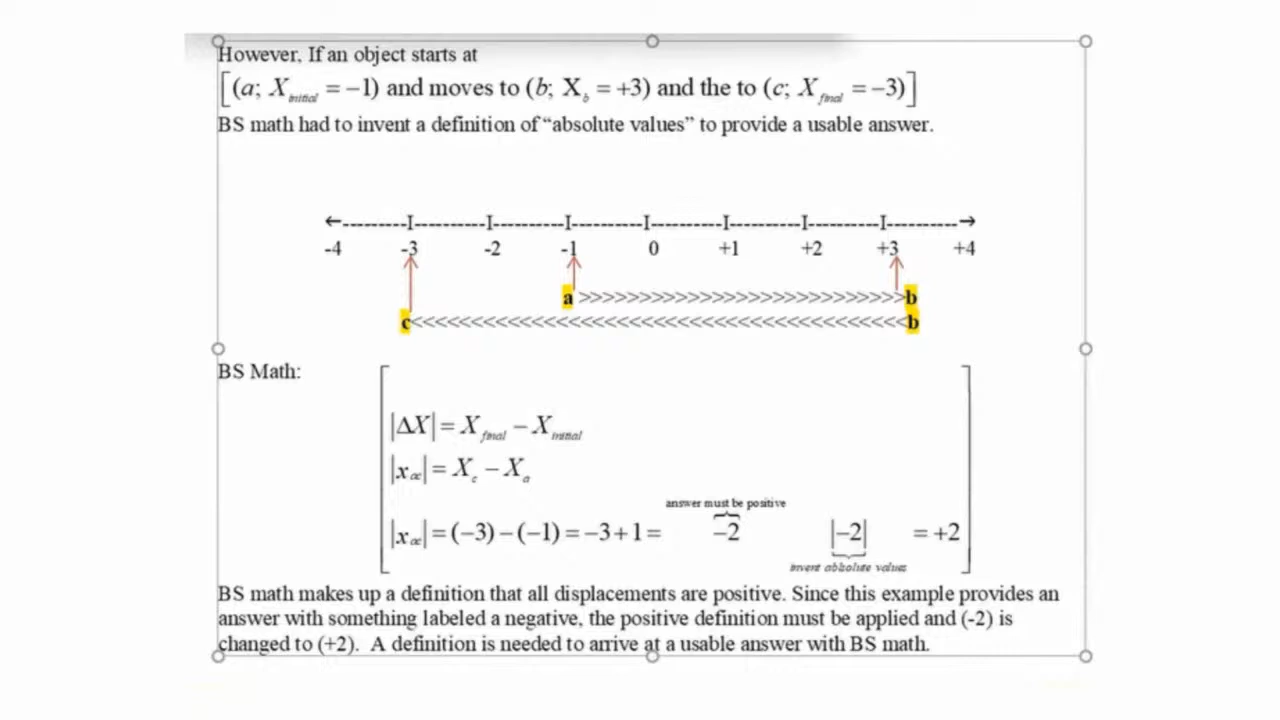 However, If an object starts at
[(a; X_initial = −1) and moves to (b; X_b = +3) and the to (c; X_final = −3)]
BS math had to invent a definition of “absolute values” to provide a usable answer.
←---------I----------I----------I----------I----------I----------I----------I----------→
-4 -3 -2 -1 0 +1 +2 +3 +4
a >>>>>>>>>>>>>>>>>>>>>>>>>>> b
c <<<<<<<<<<<<<<<<<<<<<<<<<<<<<<<<<<<<<<<<< b
BS Math:
|ΔX| = X_final − X_initial
|x_ac| = X_c − X_a
answer must be positive
|x_ac| = (−3) − (−1) = −3 + 1 = −2 |−2| = +2
invent absolute values
BS math makes up a definition that all displacements are positive. Since this example provides an
answer with something labeled a negative, the positive definition must be applied and (-2) is
changed to (+2). A definition is needed to arrive at a usable answer with BS math.